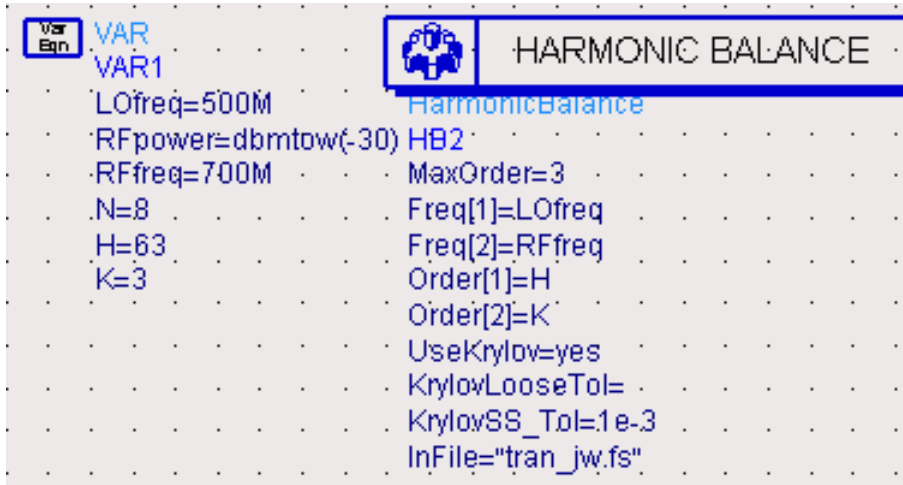 Var
Eqn
VAR
VAR1
LOfreq=500M
RFpower=dbmtow(-30)
RFfreq=700M
N=8
H=63
K=3
HARMONIC BALANCE
HarmonicBalance
HB2
MaxOrder=3
Freq[1]=LOfreq
Freq[2]=RFfreq
Order[1]=H
Order[2]=K
UseKrylov=yes
KrylovLooseTol=
KrylovSS_Tol=1e-3
InFile="tran_jw.fs"